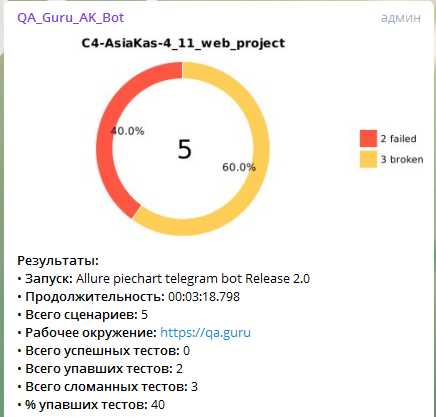 QA_Guru_AK_Bot админ
C4-AsiaKas-4_11_web_project
40.0%
5
60.0%
2 failed
3 broken
Результаты:
• Запуск: Allure piechart telegram bot Release 2.0
• Продолжительность: 00:03:18.798
• Всего сценариев: 5
• Рабочее окружение: https://qa.guru
• Всего успешных тестов: 0
• Всего упавших тестов: 2
• Всего сломанных тестов: 3
• % упавших тестов: 40